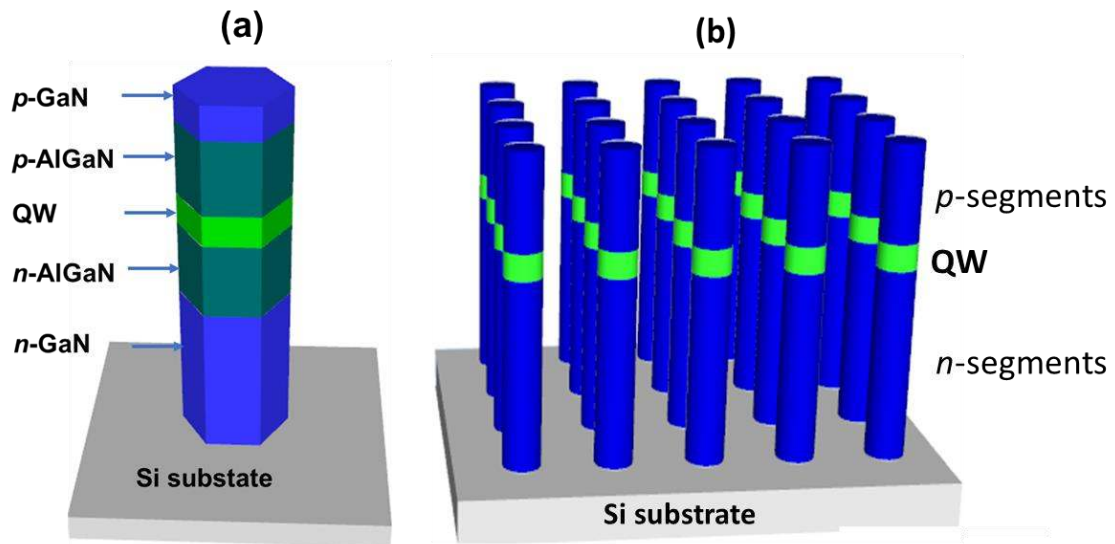 (a)
p-GaN
p-AlGaN
QW
n-AlGaN
n-GaN
Si substate
(b)
p-segments
QW
n-segments
Si substrate